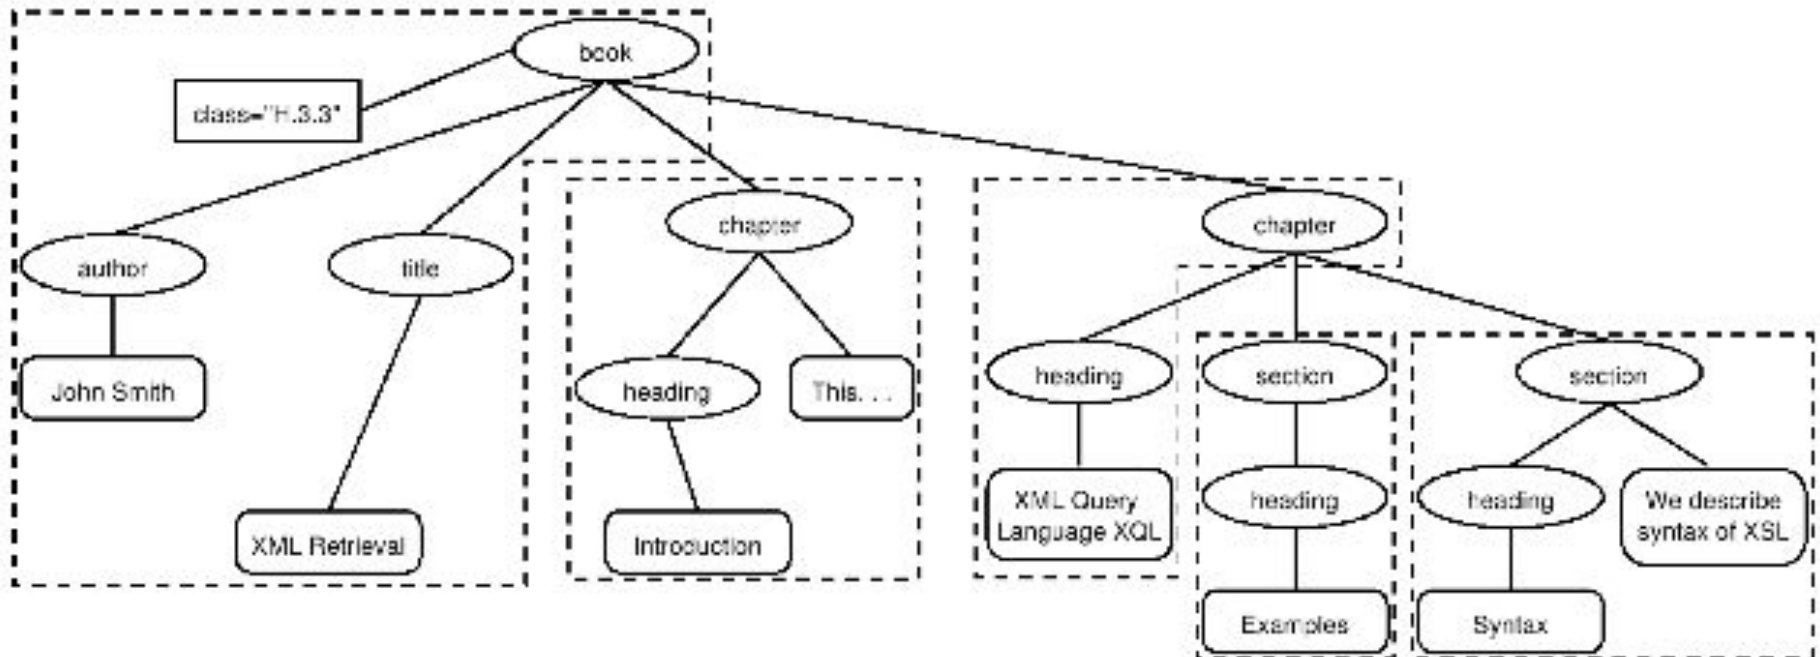 book
class="H.3.3"
chapter
chapter
author
title
heading
section
section
John Smith
heading
This. . .
XML Query
Language XQL
heading
heading
We describe
syntax of XSL
XML Retrieval
Introduction
Examples
Syntax